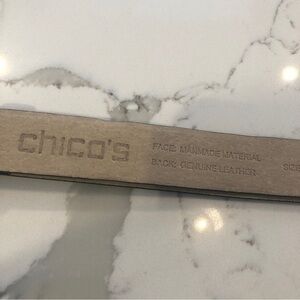 chico's
FACE: MANMADE MATERIAL
BACK: GENUINE LEATHER